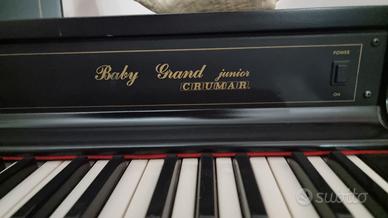 Baby Grand junior
CRUMAR
POWER
ON
subito